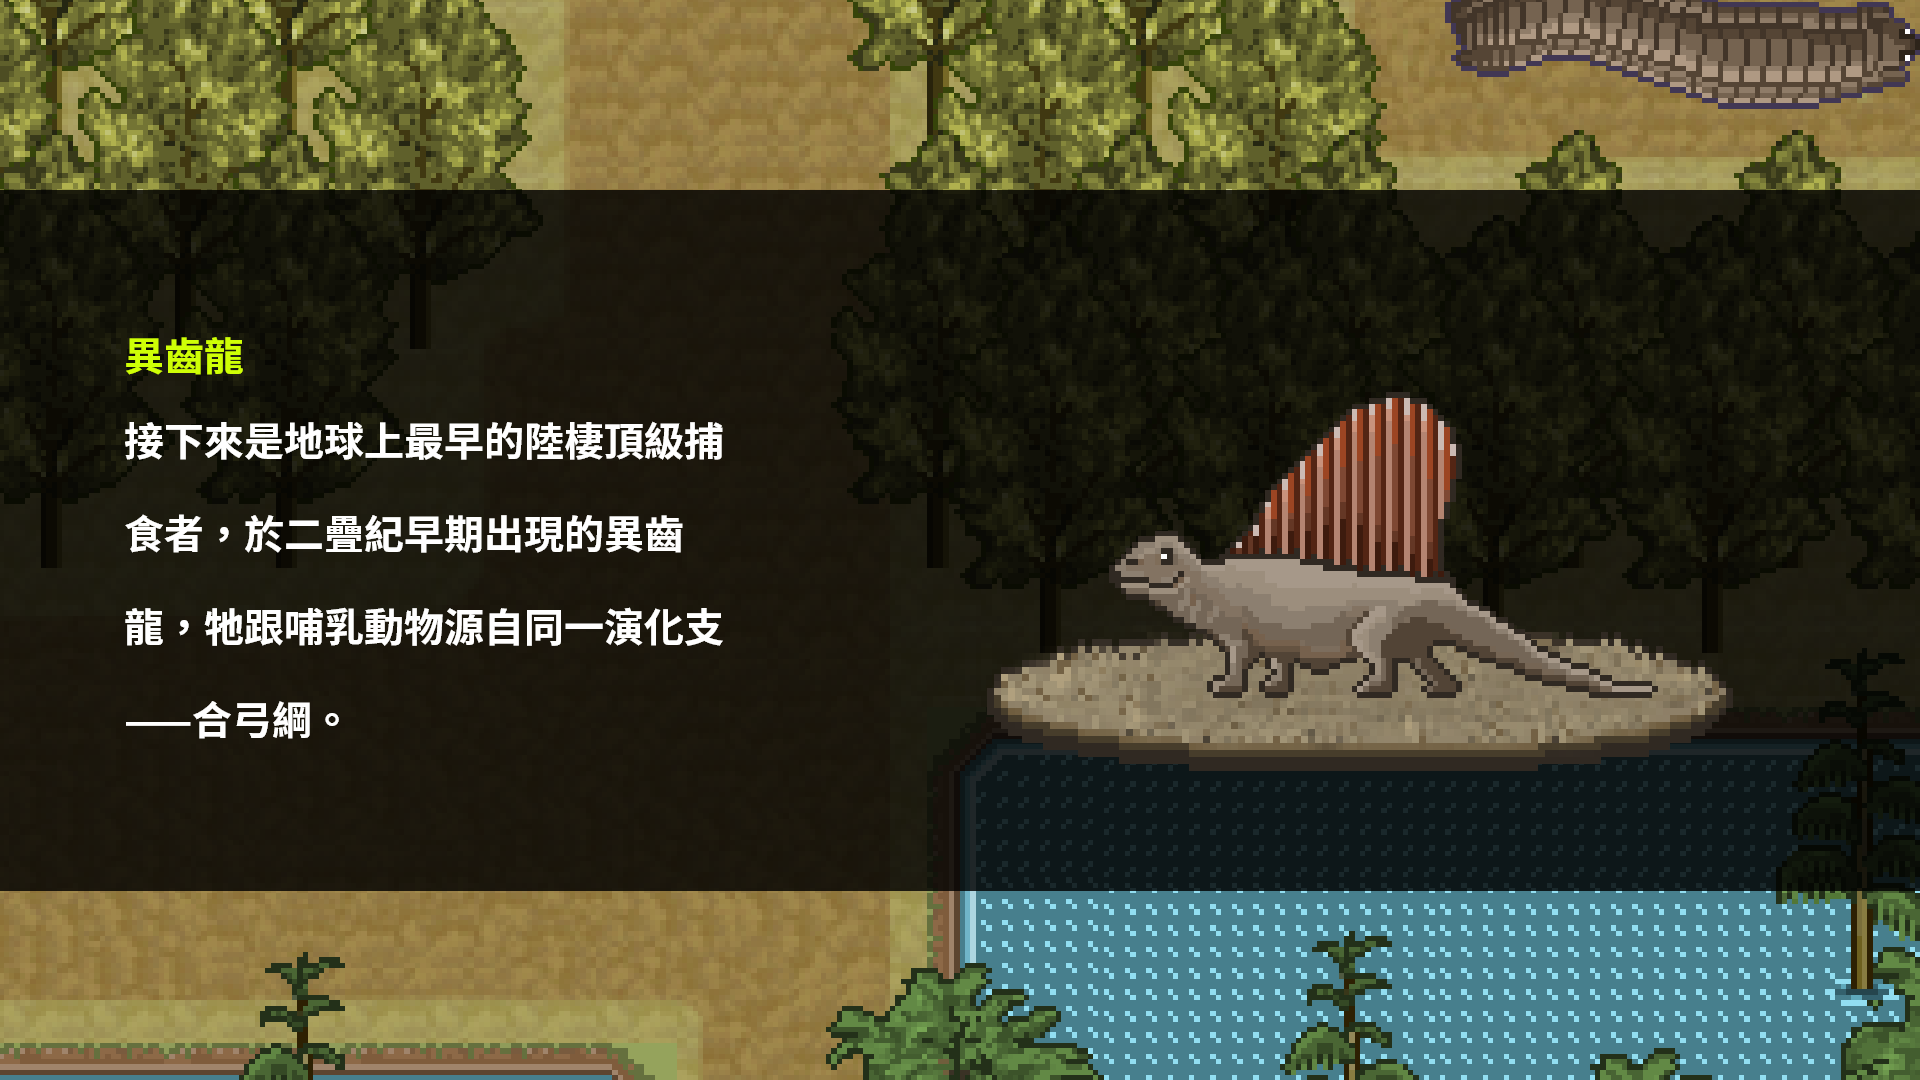 異齒龍
接下來是地球上最早的陸棲頂級捕
食者，於二疊紀早期出現的異齒
龍，牠跟哺乳動物源自同一演化支
——合弓綱。